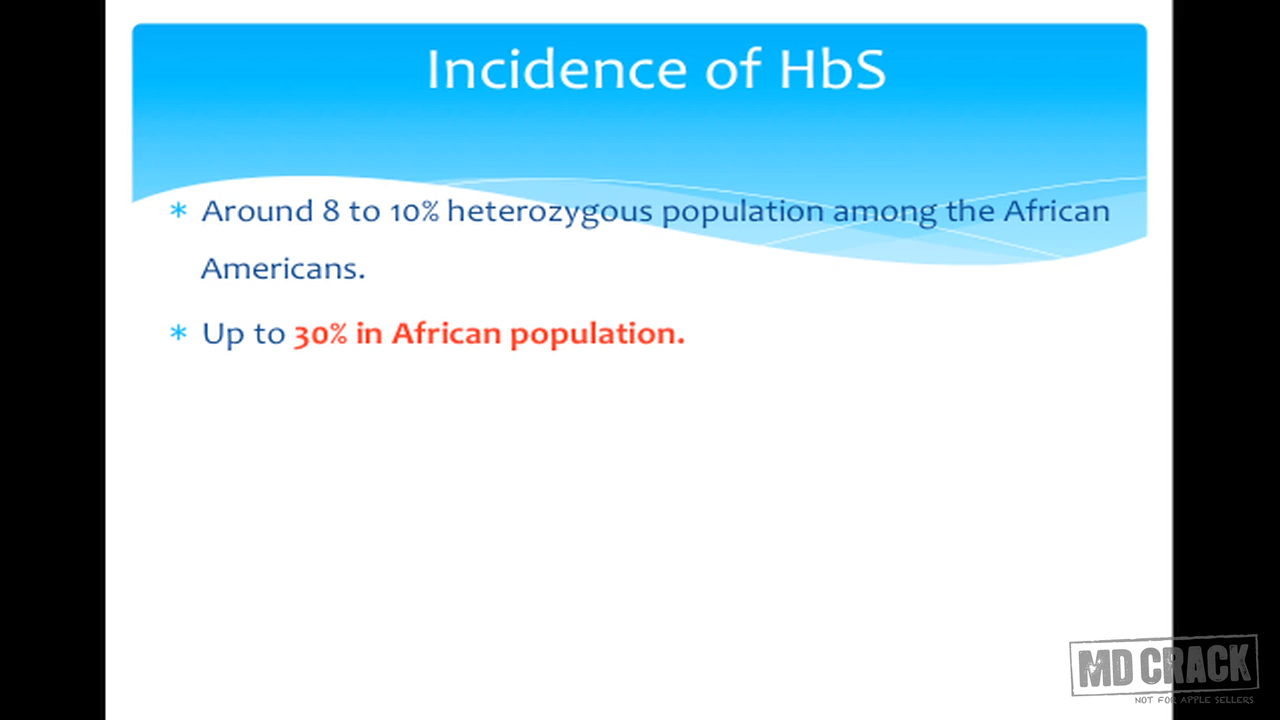 Incidence of HbS
* Around 8 to 10% heterozygous population among the African
Americans.
* Up to 30% in African population.
MD CRACK
NOT FOR APPLE SELLERS